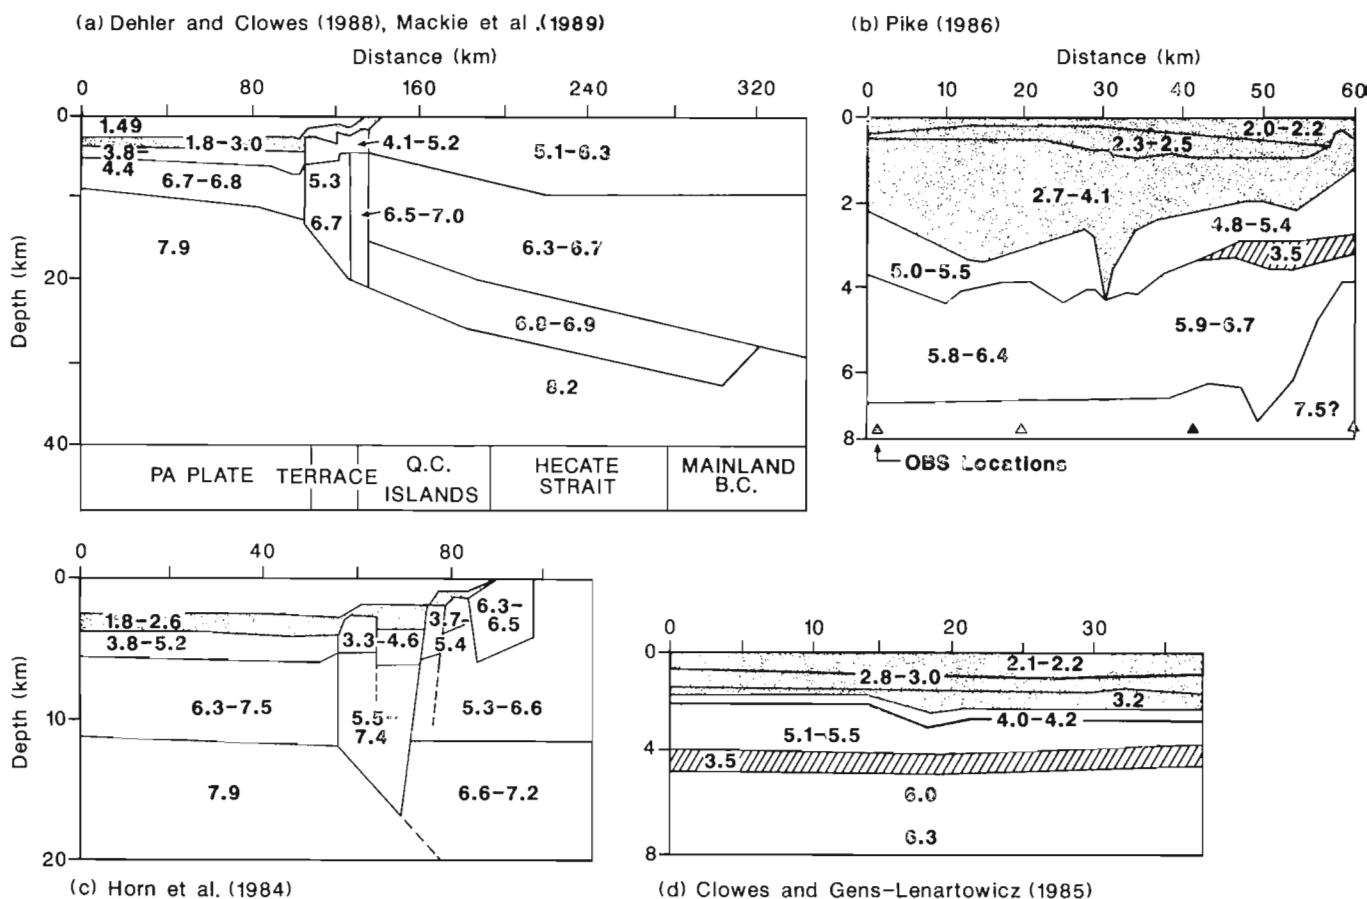 (a) Dehler and Clowes (1988), Mackie et al .(1989)
Distance (km)
0 80 160 240 320
0
20
40
Depth (km)
1.49
1.8-3.0
3.8-
4.4
6.7-6.8
7.9
5.3
6.7
4.1-5.2
6.5-7.0
5.1-6.3
6.3-6.7
6.8-6.9
8.2
PA PLATE
TERRACE
Q.C.
ISLANDS
HECATE
STRAIT
MAINLAND
B.C.
(b) Pike (1986)
Distance (km)
0 10 20 30 40 50 60
0
2
4
6
8
2.0-2.2
2.3-2.5
2.7-4.1
4.8-5.4
3.5
5.0-5.5
5.9-6.7
5.8-6.4
7.5?
OBS Locations
0 40 80
0
10
20
Depth (km)
1.8-2.6
3.8-5.2
3.3-4.6
3.7-
5.4
6.3-
6.5
6.3-7.5
5.5-
7.4
5.3-6.6
7.9
6.6-7.2
(c) Horn et al. (1984)
0 10 20 30
0
4
8
2.1-2.2
2.8-3.0
3.2
4.0-4.2
5.1-5.5
3.5
6.0
6.3
(d) Clowes and Gens-Lenartowicz (1985)